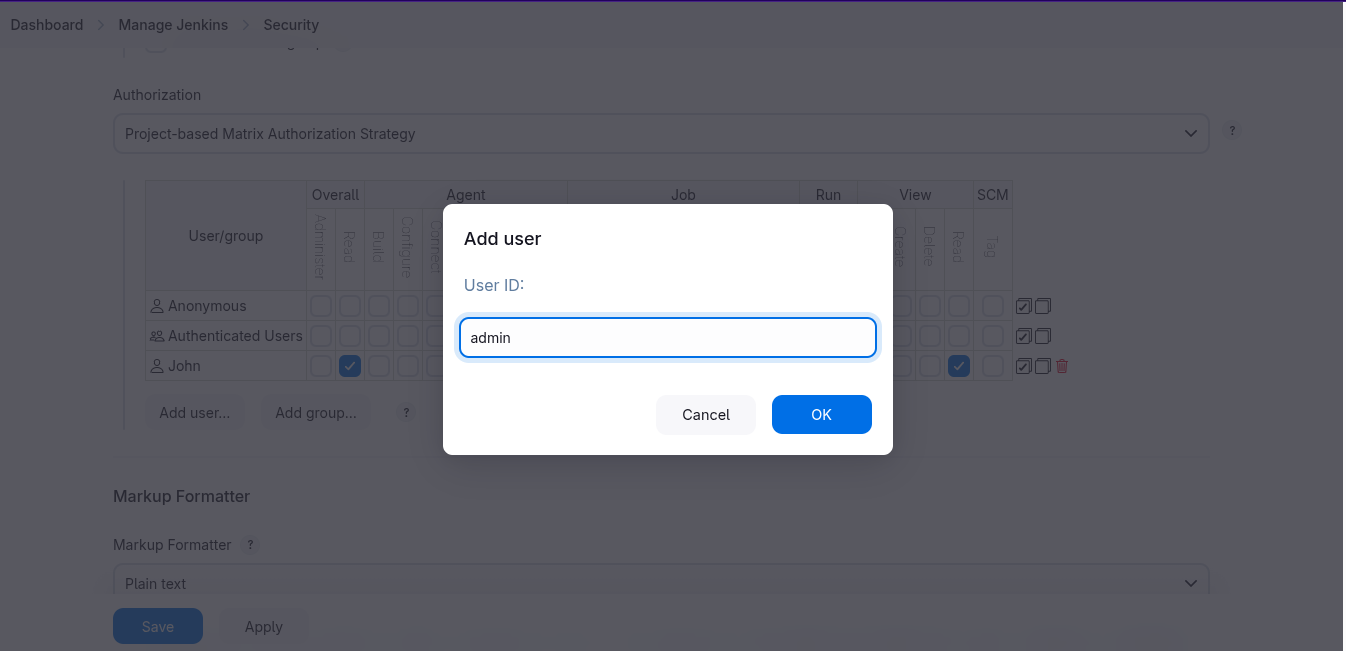 Dashboard > Manage Jenkins > Security
Authorization
Project-based Matrix Authorization Strategy
?
User/group
Overall Agent Job Run View SCM
Administer Read Build Configure Connect Create Delete Read Tag
Anonymous
Authenticated Users
John
Add user...
Add group...
?
Add user
User ID:
admin
Cancel
OK
Markup Formatter
Markup Formatter ?
Plain text
Save
Apply